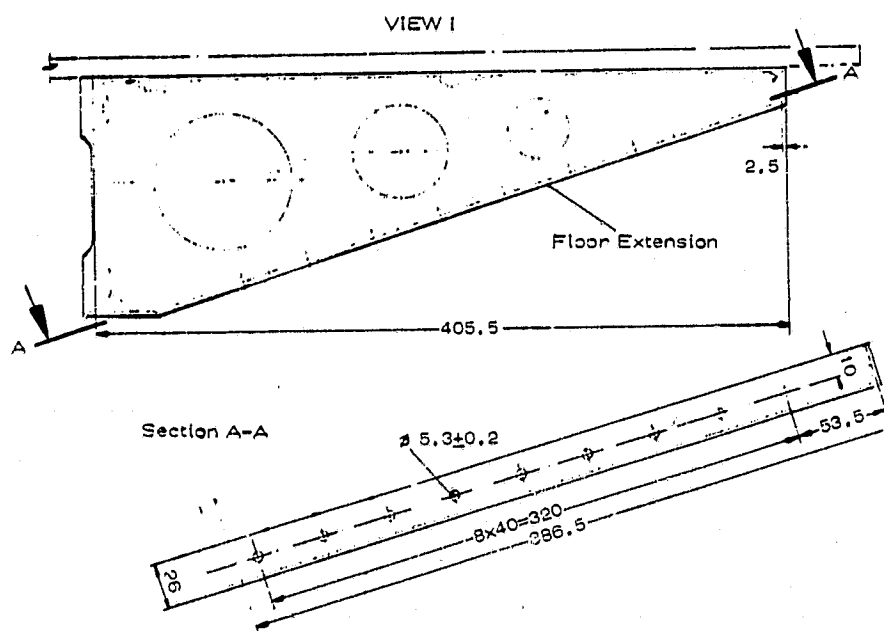 VIEW I
A
2.5
Floor Extension
A
405.5
10
Section A-A
ø 5.3±0.2
53.5
8x40=320
386.5
26